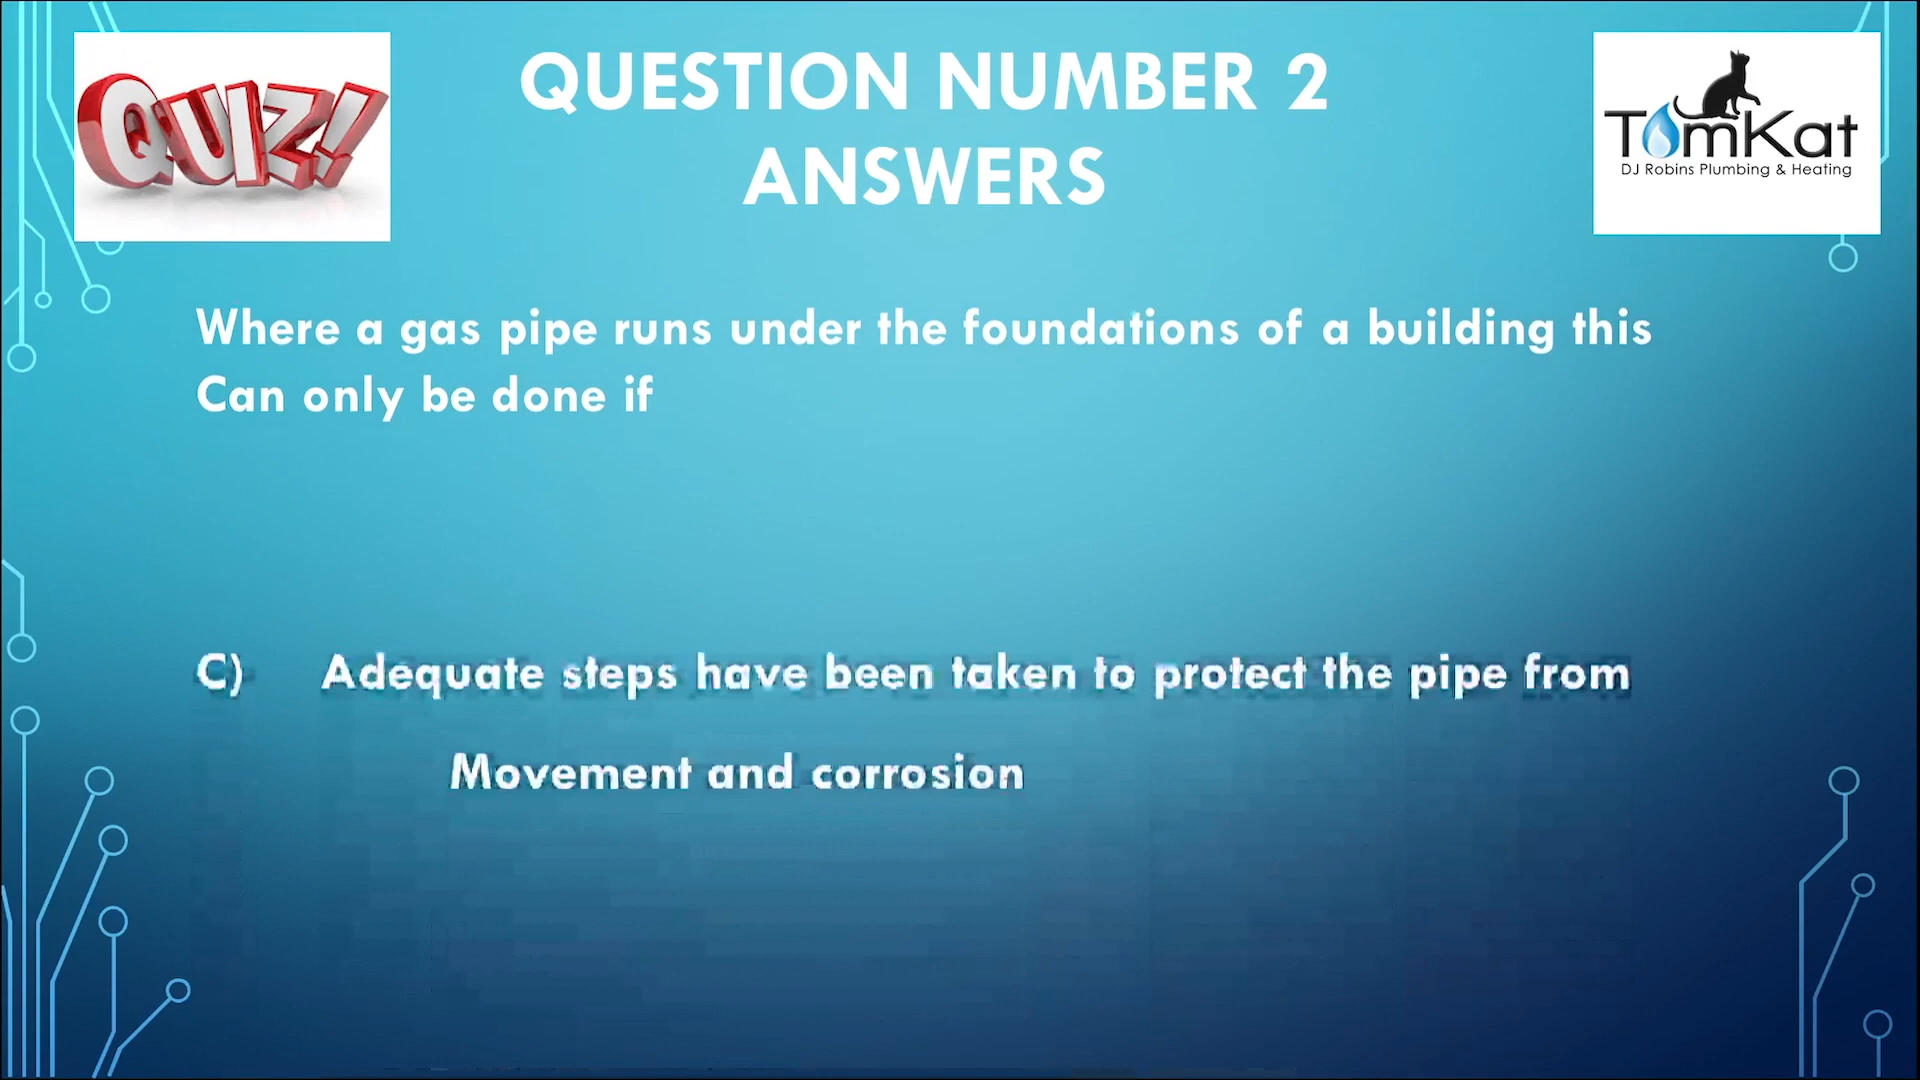 QUIZ!
QUESTION NUMBER 2
ANSWERS
TomKat
DJ Robins Plumbing & Heating
Where a gas pipe runs under the foundations of a building this
Can only be done if
C) Adequate steps have been taken to protect the pipe from
Movement and corrosion